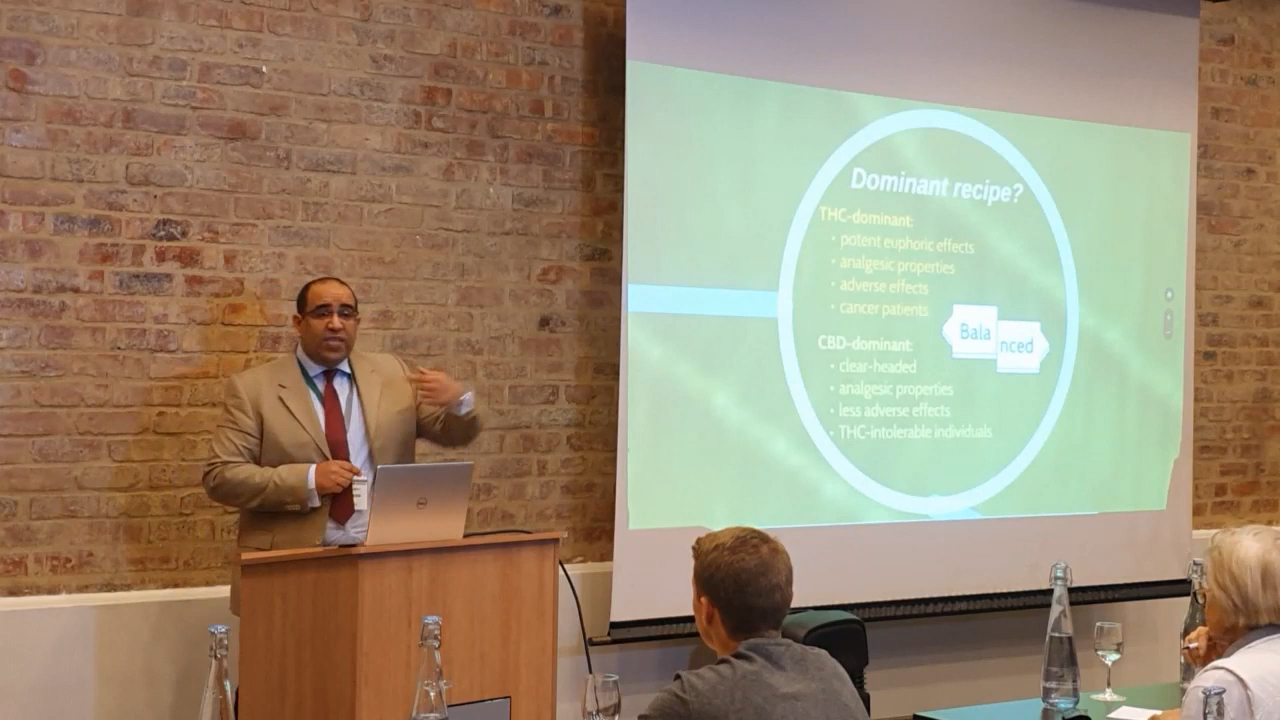 Dominant recipe?
THC-dominant:
• potent euphoric effects
• analgesic properties
• adverse effects
• cancer patients
Bala nced
CBD-dominant:
• clear-headed
• analgesic properties
• less adverse effects
• THC-intolerable individuals
DELL